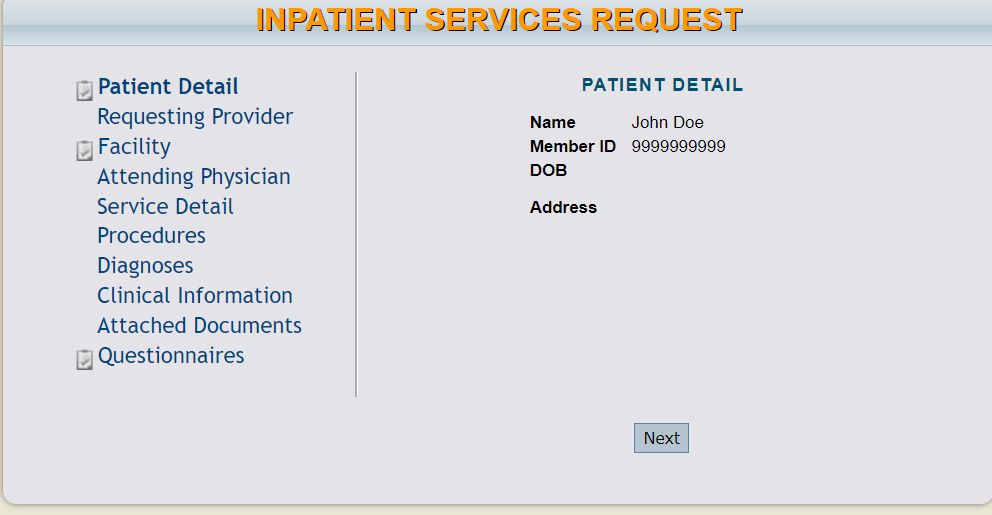 INPATIENT SERVICES REQUEST
Patient Detail
Requesting Provider
Facility
Attending Physician
Service Detail
Procedures
Diagnoses
Clinical Information
Attached Documents
Questionnaires
PATIENT DETAIL
Name John Doe
Member ID 9999999999
DOB
Address
Next